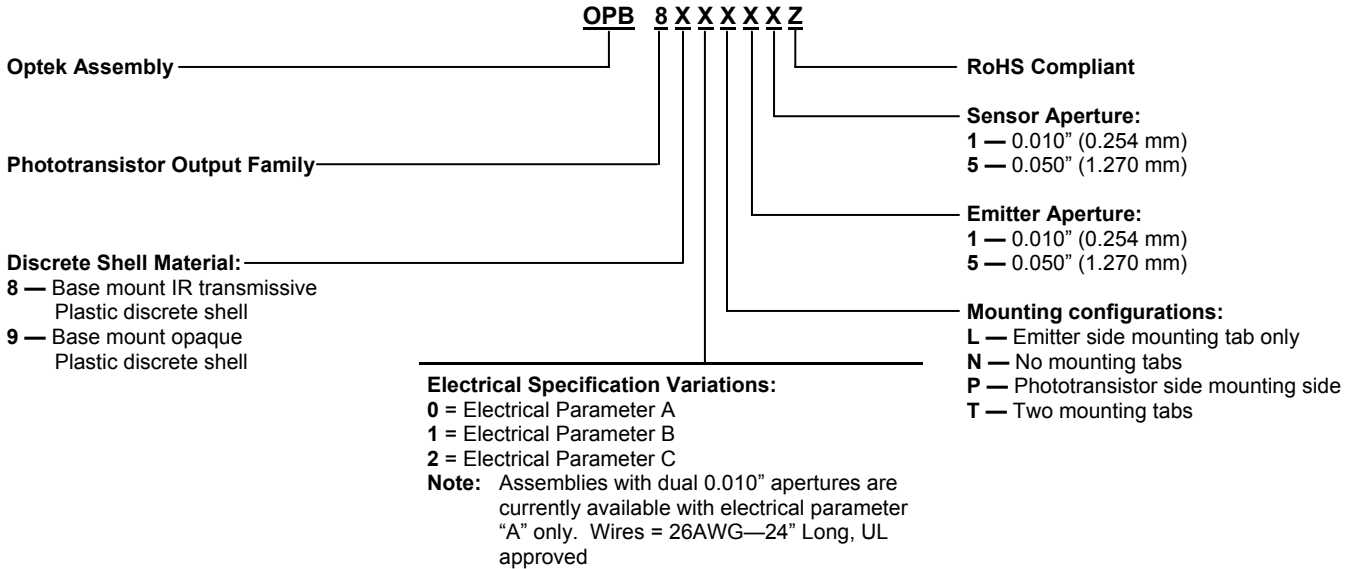 OPB 8 X X X X X Z
Optek Assembly
RoHS Compliant
Sensor Aperture:
1 — 0.010” (0.254 mm)
5 — 0.050” (1.270 mm)
Phototransistor Output Family
Emitter Aperture:
1 — 0.010” (0.254 mm)
5 — 0.050” (1.270 mm)
Discrete Shell Material:
8 — Base mount IR transmissive
Plastic discrete shell
9 — Base mount opaque
Plastic discrete shell
Mounting configurations:
L — Emitter side mounting tab only
N — No mounting tabs
P — Phototransistor side mounting side
T — Two mounting tabs
Electrical Specification Variations:
0 = Electrical Parameter A
1 = Electrical Parameter B
2 = Electrical Parameter C
Note: Assemblies with dual 0.010” apertures are
currently available with electrical parameter
“A” only. Wires = 26AWG—24” Long, UL
approved